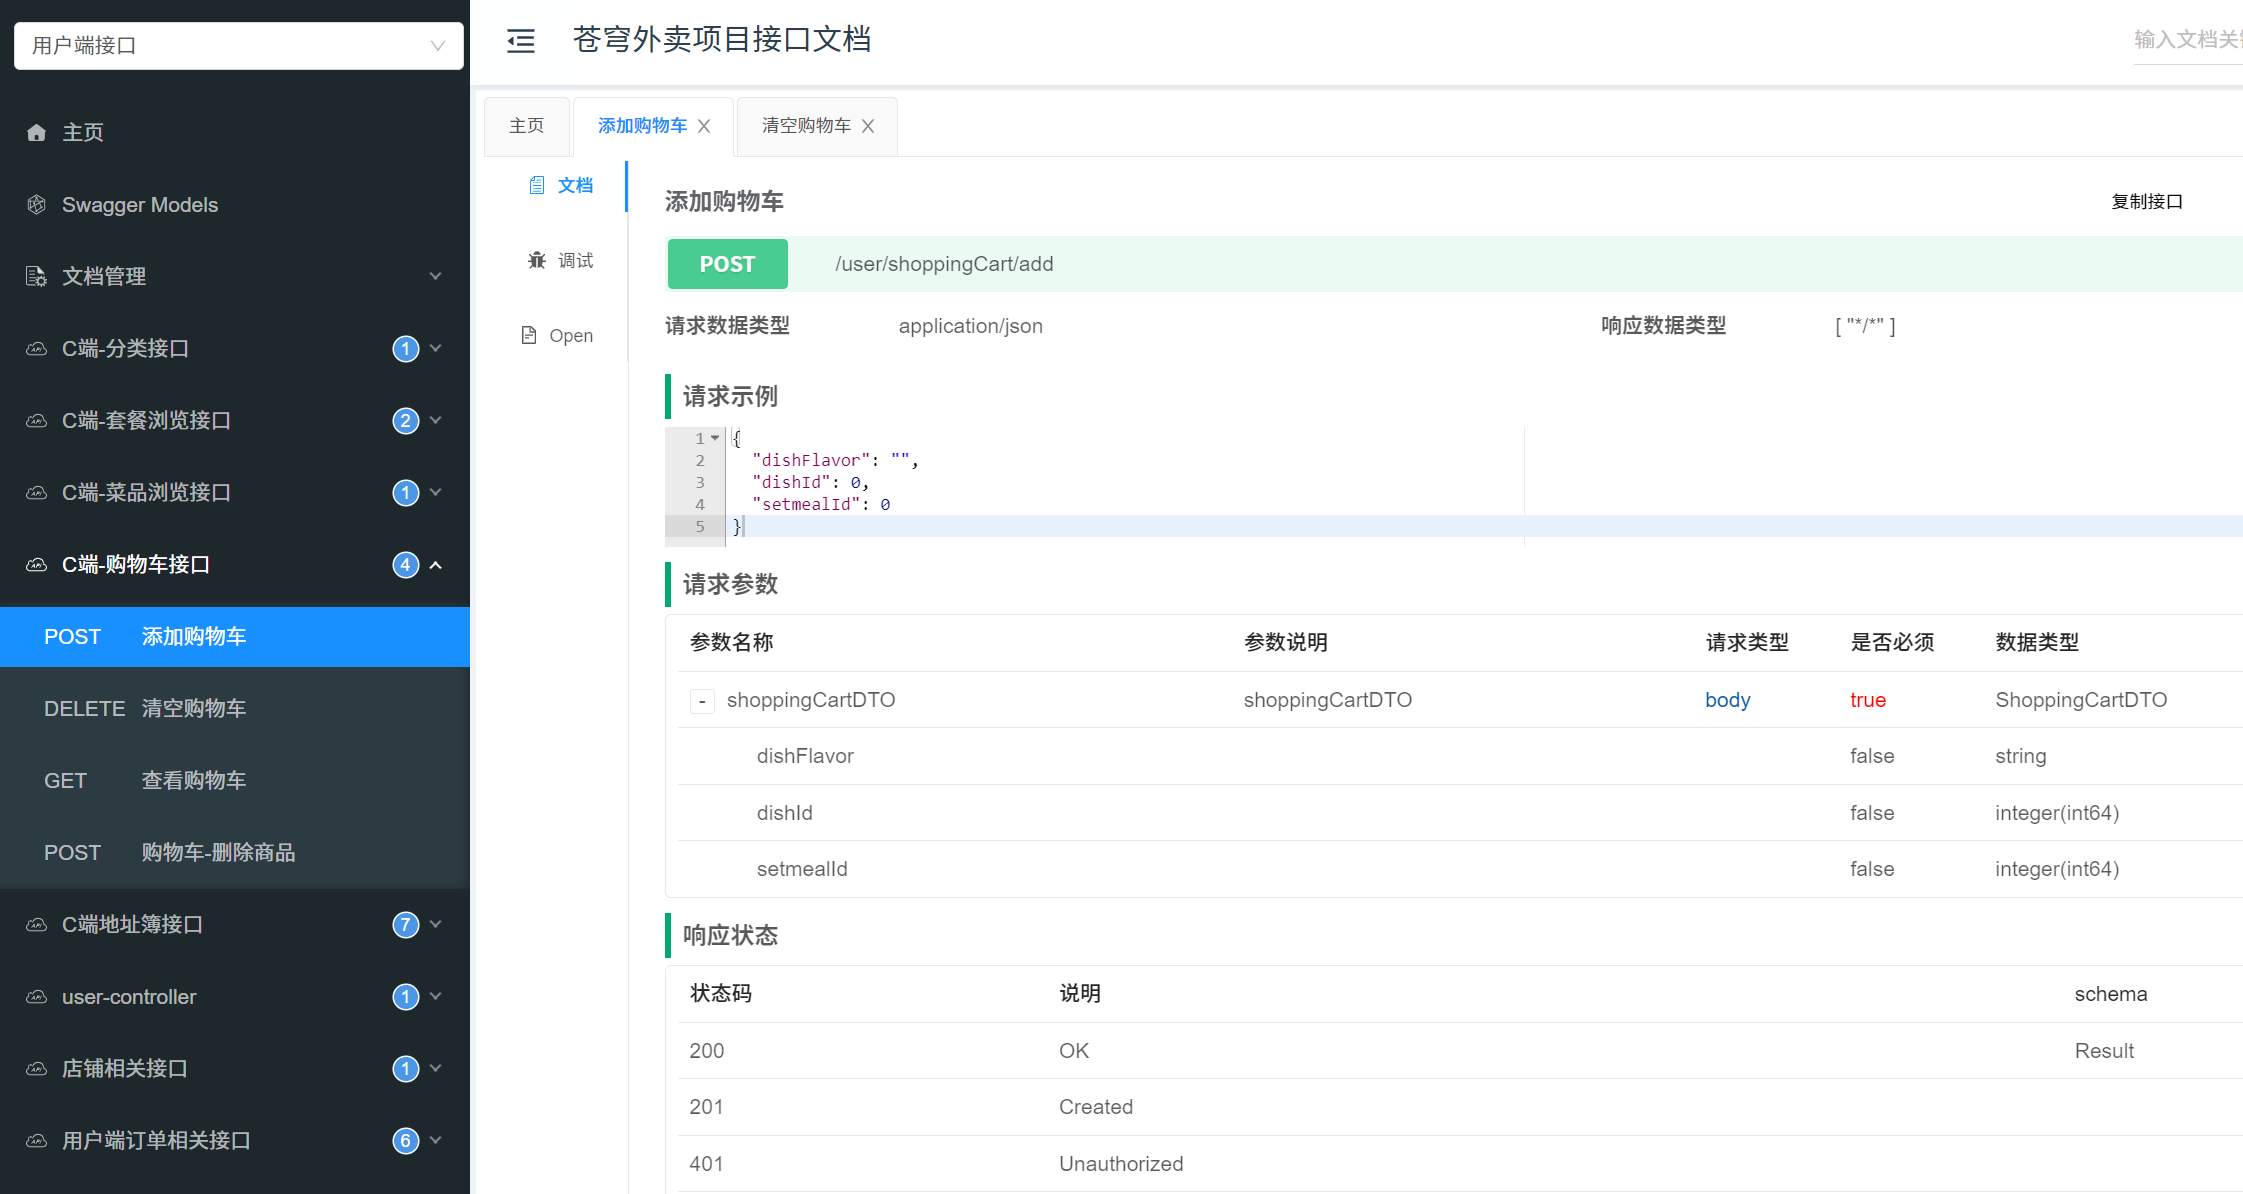 用户端接口
主页
Swagger Models
文档管理
C端-分类接口 1
C端-套餐浏览接口 2
C端-菜品浏览接口 1
C端-购物车接口 4
POST 添加购物车
DELETE 清空购物车
GET 查看购物车
POST 购物车-删除商品
C端地址簿接口 7
user-controller 1
店铺相关接口 1
用户端订单相关接口 6
苍穹外卖项目接口文档
输入文档关
主页 添加购物车 清空购物车
文档
调试
Open
添加购物车 复制接口
POST /user/shoppingCart/add
请求数据类型 application/json 响应数据类型 [ "*/*" ]
请求示例
1 {
2 "dishFlavor": "",
3 "dishId": 0,
4 "setmealId": 0
5 }
请求参数
参数名称 参数说明 请求类型 是否必须 数据类型
- shoppingCartDTO shoppingCartDTO body true ShoppingCartDTO
dishFlavor false string
dishId false integer(int64)
setmealId false integer(int64)
响应状态
状态码 说明 schema
200 OK Result
201 Created
401 Unauthorized